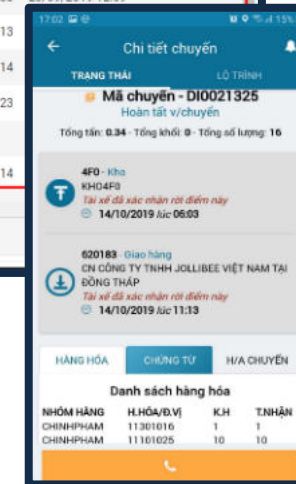 13
14
23
14
17:02
15%
Chi tiết chuyến
TRẠNG THÁI
LỘ TRÌNH
Mã chuyến - DI0021325
Hoàn tất v/chuyến
Tổng tấn: 0.34 - Tổng khối: 0 - Tổng số lượng: 16
4F0 - Kho
KHO4F0
Tài xế đã xác nhận rời điểm này
14/10/2019 lúc 06:03
620183 - Giao hàng
CN CÔNG TY TNHH JOLLIBEE VIỆT NAM TẠI
ĐỒNG THÁP
Tài xế đã xác nhận rời điểm này
14/10/2019 lúc 11:13
HÀNG HÓA
CHỨNG TỪ
H/A CHUYẾN
Danh sách hàng hóa
NHÓM HÀNG H.HÓA/Đ.VỊ K.H T.NHẬN
CHINHPHAM 11301016 1 1
CHINHPHAM 11101025 10 10